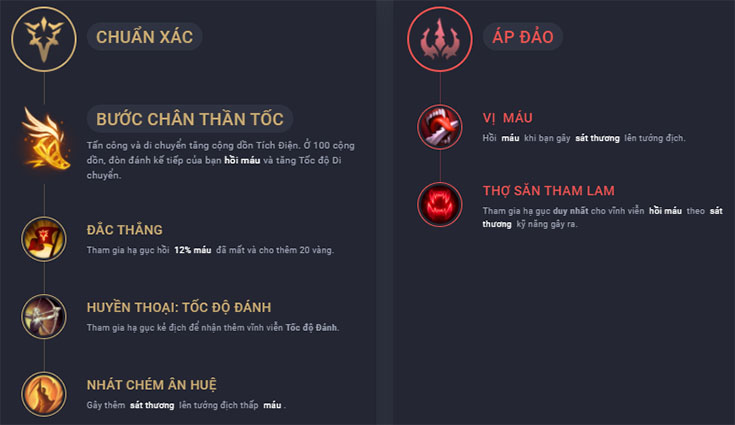 CHUẨN XÁC
BƯỚC CHÂN THẦN TỐC
Tấn công và di chuyển tăng cộng dồn Tích Điện. Ở 100 cộng
dồn, đòn đánh kế tiếp của bạn hồi máu và tăng Tốc độ Di
chuyển.
ĐẮC THẮNG
Tham gia hạ gục hồi 12% máu đã mất và cho thêm 20 vàng.
HUYỀN THOẠI: TỐC ĐỘ ĐÁNH
Tham gia hạ gục kẻ địch để nhận thêm vĩnh viễn Tốc độ Đánh.
NHÁT CHÉM ÂN HUỆ
Gây thêm sát thương lên tướng địch thấp máu .
ÁP ĐẢO
VỊ MÁU
Hồi máu khi bạn gây sát thương lên tướng địch.
THỢ SĂN THAM LAM
Tham gia hạ gục duy nhất cho vĩnh viễn hồi máu theo sát
thương kỹ năng gây ra.